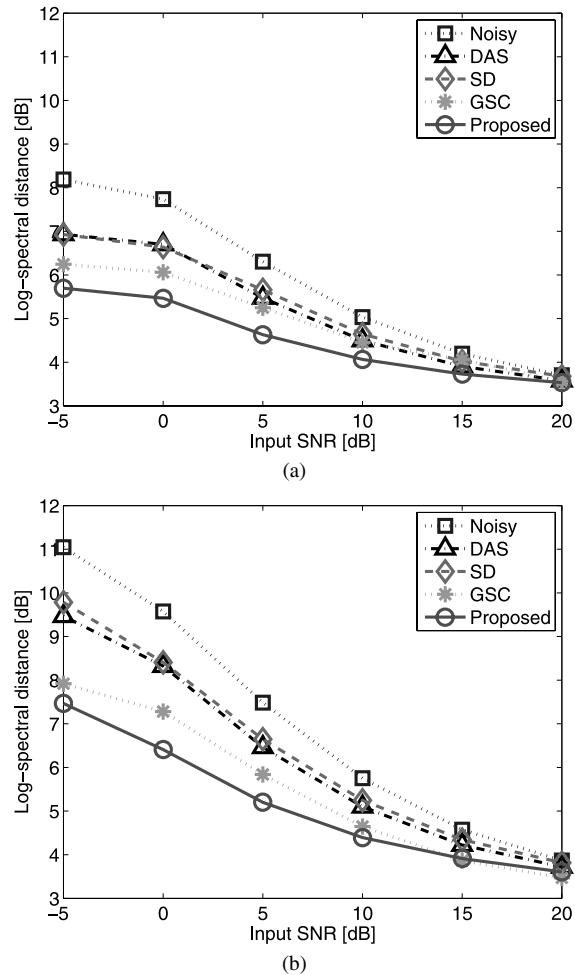 12
11
10
9
8
7
6
5
4
3
Log−spectral distance [dB]
Noisy
DAS
SD
GSC
Proposed
−5 0 5 10 15 20
Input SNR [dB]
(a)
12
11
10
9
8
7
6
5
4
3
Log−spectral distance [dB]
Noisy
DAS
SD
GSC
Proposed
−5 0 5 10 15 20
Input SNR [dB]
(b)